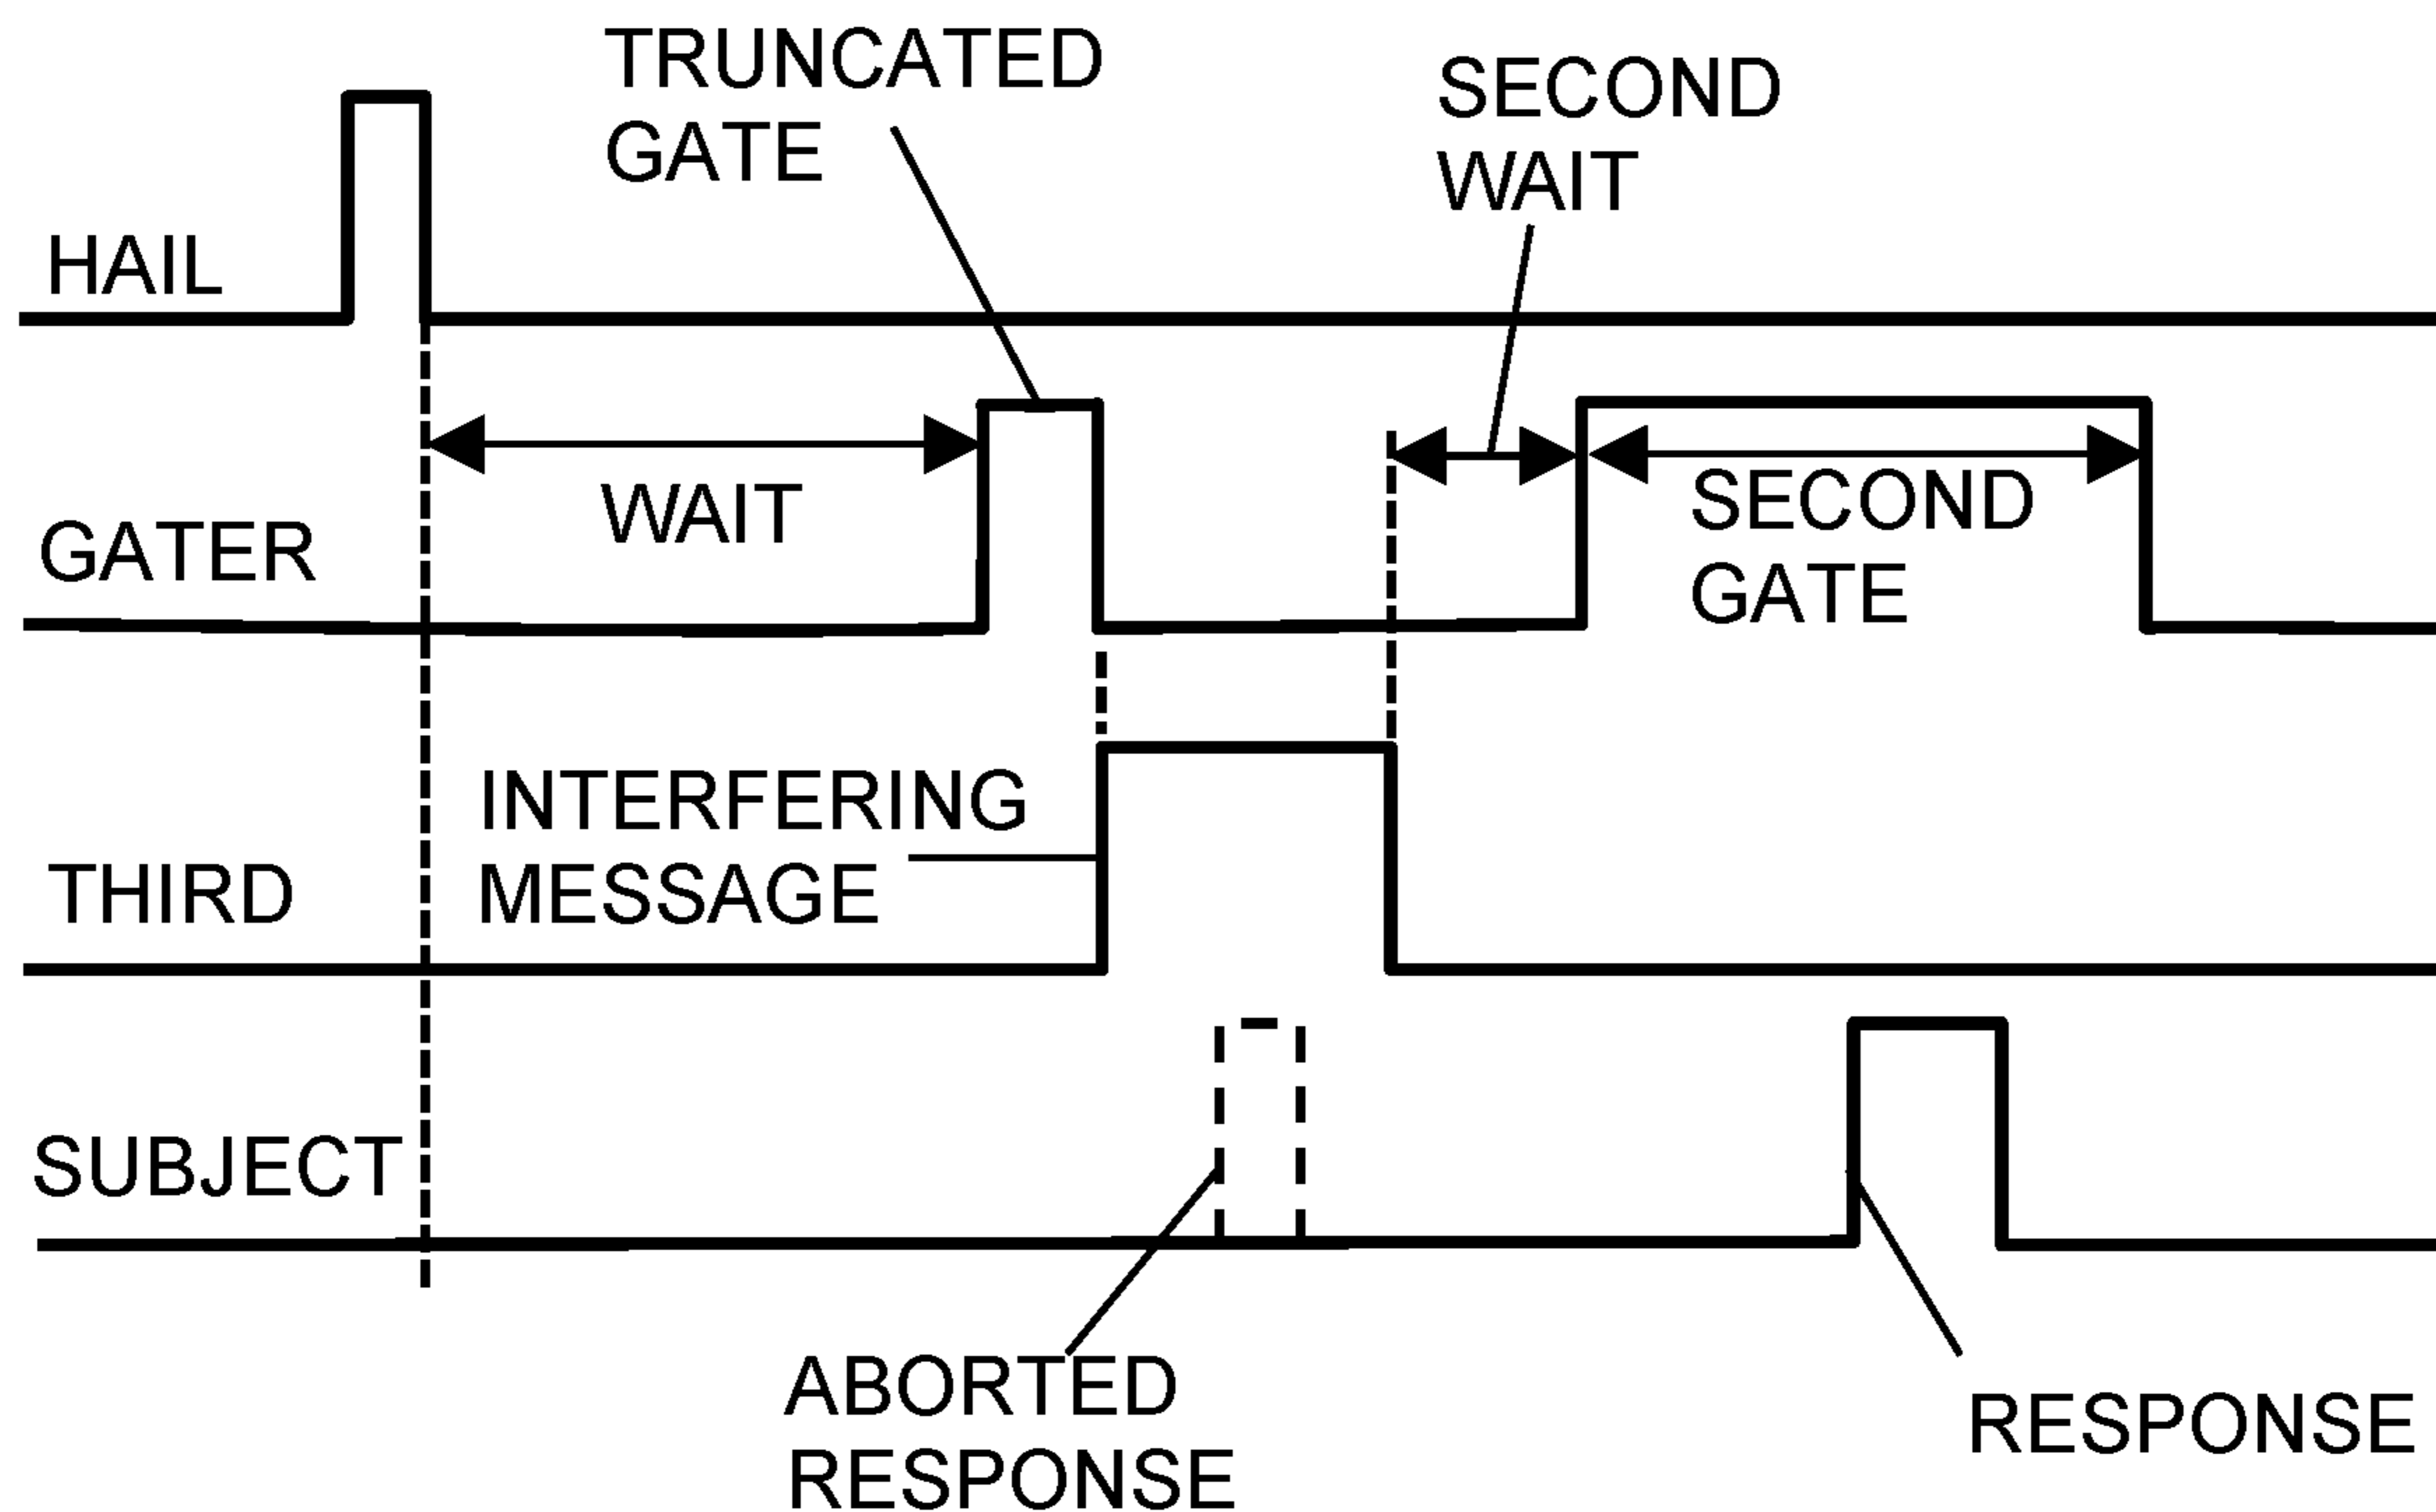 TRUNCATED
GATE
SECOND
WAIT
HAIL
WAIT
SECOND
GATE
GATER
INTERFERING
MESSAGE
THIRD
SUBJECT
ABORTED
RESPONSE
RESPONSE